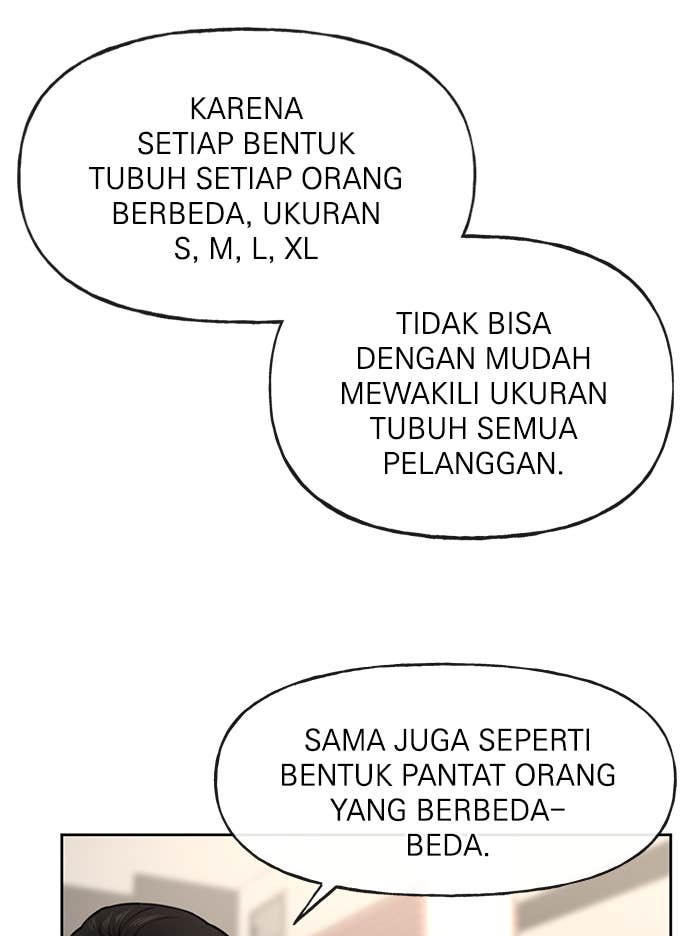 KARENA
SETIAP BENTUK
TUBUH SETIAP ORANG
BERBEDA, UKURAN
S, M, L, XL
TIDAK BISA
DENGAN MUDAH
MEWAKILI UKURAN
TUBUH SEMUA
PELANGGAN.
SAMA JUGA SEPERTI
BENTUK PANTAT ORANG
YANG BERBEDA-
BEDA.